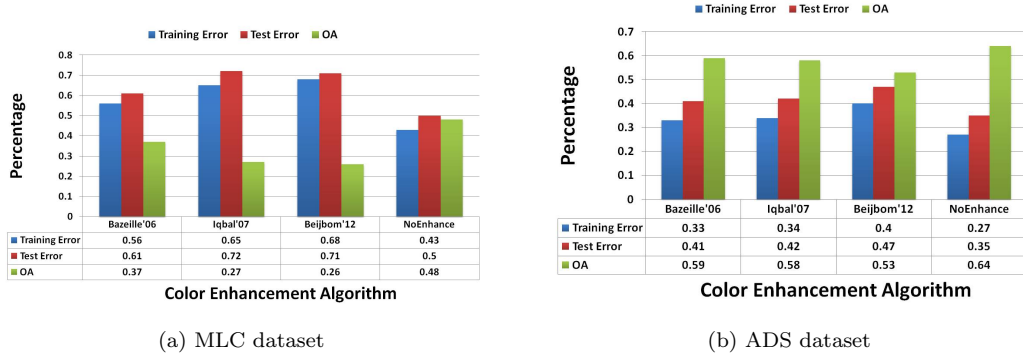 Training Error Test Error OA
Percentage
0.8
0.7
0.6
0.5
0.4
0.3
0.2
0.1
0
Bazeille'06 Iqbal'07 Beijbom'12 NoEnhance
Training Error 0.56 0.65 0.68 0.43
Test Error 0.61 0.72 0.71 0.5
OA 0.37 0.27 0.26 0.48
Color Enhancement Algorithm
(a) MLC dataset
Training Error Test Error OA
Percentage
0.7
0.6
0.5
0.4
0.3
0.2
0.1
0
Bazeille'06 Iqbal'07 Beijbom'12 NoEnhance
Training Error 0.33 0.34 0.4 0.27
Test Error 0.41 0.42 0.47 0.35
OA 0.59 0.58 0.53 0.64
Color Enhancement Algorithm
(b) ADS dataset